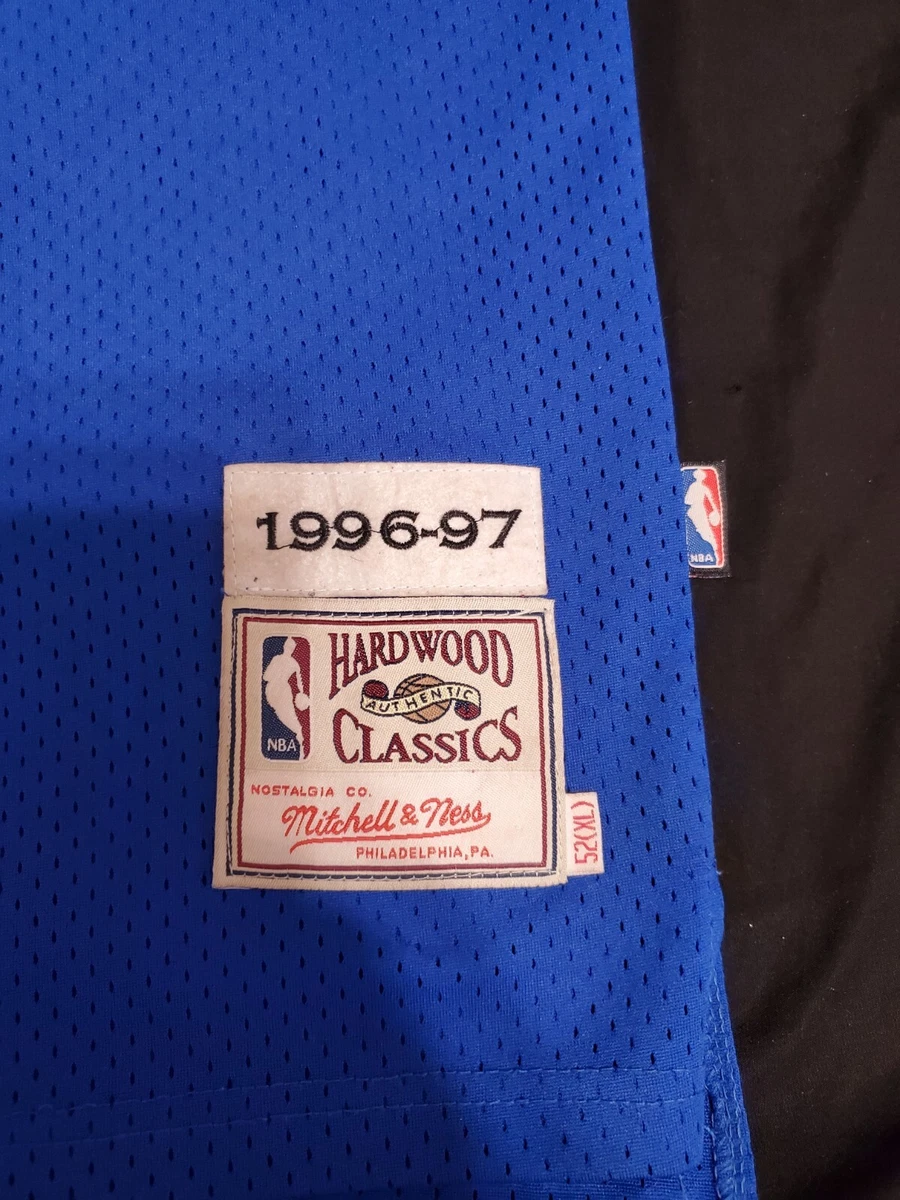 1996-97
NBA
HARDWOOD
AUTHENTIC
CLASSICS
NBA
NOSTALGIA CO.
Mitchell & Ness
PHILADELPHIA, PA.
52(XL)